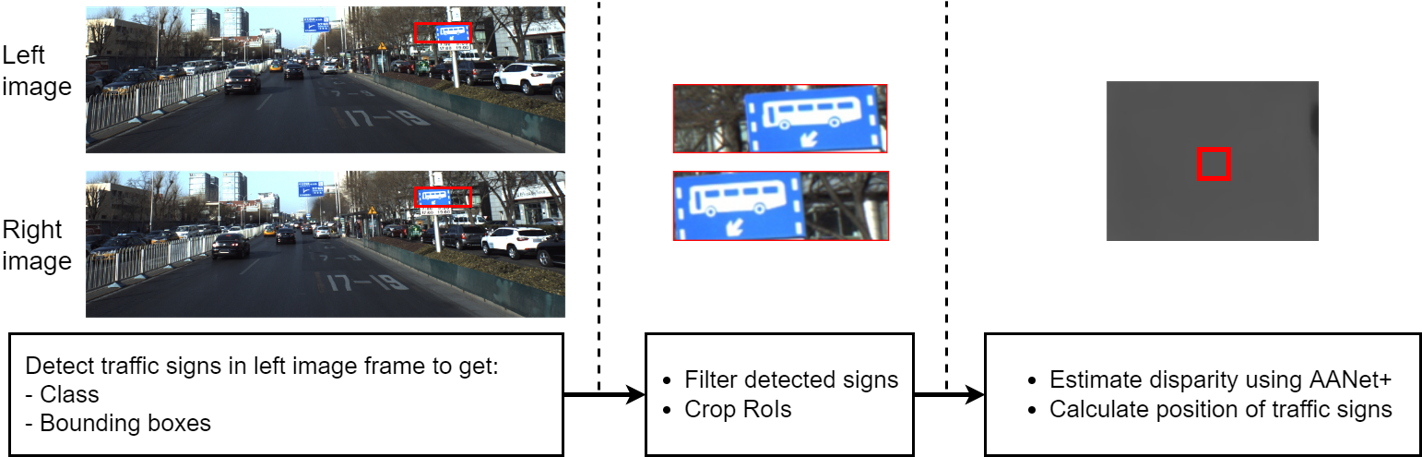 Left
image
17-19
Right
image
17-19
Detect traffic signs in left image frame to get:
- Class
- Bounding boxes
• Filter detected signs
• Crop RoIs
• Estimate disparity using AANet+
• Calculate position of traffic signs